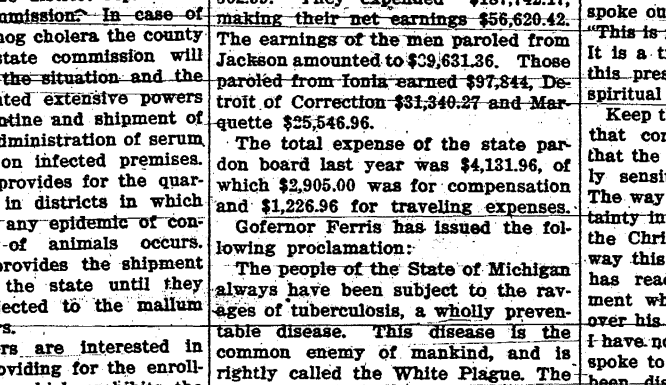 mmission? In case of
hog cholera the county
state commission will
the situation and the
ated extensive powers
ntine and shipment of
dministration of serum
on infected premises.
provides for the quar-
in districts in which
any epidemic of con-
of animals occurs.
provides the shipment
the state until they
jected to the mallum
rs.
rs are interested in
oviding for the enroll-
making their net earnings $56,620.42.
The earnings of the men paroled from
Jackson amounted to $39,631.36. Those
paroled from Ionia earned $97,844, De-
troit of Correction $31,340.27 and Mar-
quette $25,546.96.
The total expense of the state par-
don board last year was $4,131.96, of
which $2,905.00 was for compensation
and $1,226.96 for traveling expenses.
Gofernor Ferris has issued the fol-
lowing proclamation:
The people of the State of Michigan
always have been subject to the rav-
ages of tuberculosis, a wholly preven-
table disease. This disease is the
common enemy of mankind, and is
rightly called the White Plague. The
spoke ou
"This is
It is a t
this pres
spiritual
Keep t
that cor
that the
ly sensit
The way
tainty in
the Chri
way this
has read
ment wh
over his
I have no
spoke to